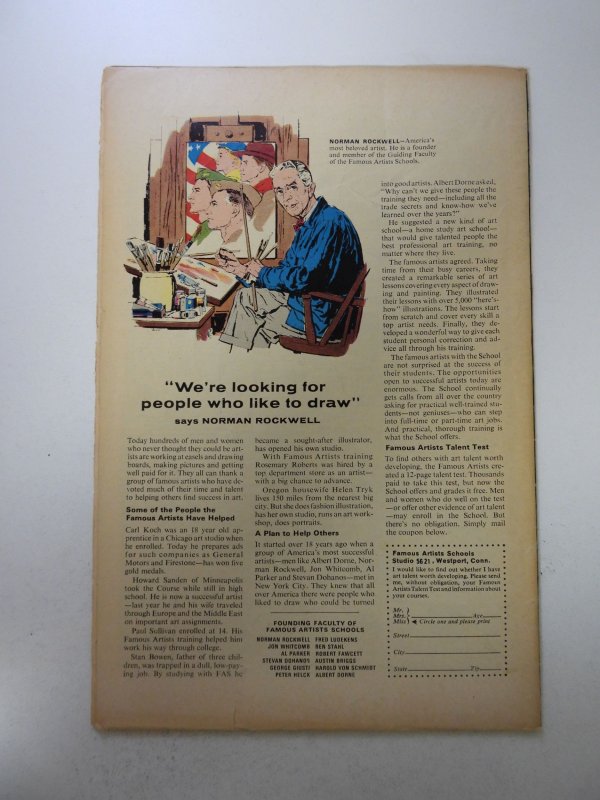 NORMAN ROCKWELL—America's
most beloved artist. He is a founder
and member of the Guiding Faculty
of the Famous Artists Schools.
"We're looking for
people who like to draw"
says NORMAN ROCKWELL
Today hundreds of men and women
who never thought they could be art-
ists are working at easels and drawing
boards, making pictures and getting
well paid for it. They all can thank a
group of famous artists who have de-
voted much of their time and talent
to helping others find success in art.
Some of the People the
Famous Artists Have Helped
Carl Koch was an 18 year old ap-
prentice in a Chicago art studio when
he enrolled. Today he prepares ads
for such companies as General
Motors and Firestone—has won five
gold medals.
Howard Sanden of Minneapolis
took the Course while still in high
school. He is now a successful artist
—last year he and his wife traveled
through Europe and the Middle East
on important art assignments.
Paul Sullivan enrolled at 14. His
Famous Artists training helped him
work his way through college.
Stan Bowen, father of three chil-
dren, was trapped in a dull, low-pay-
ing job. By studying with FAS he
became a sought-after illustrator,
has opened his own studio.
With Famous Artists training
Rosemary Roberts was hired by a
top department store as an artist—
with a big chance to advance.
Oregon housewife Helen Tryk
lives 150 miles from the nearest big
city. But she does fashion illustration,
has her own studio, runs an art work-
shop, does portraits.
A Plan to Help Others
It started over 18 years ago when a
group of America's most successful
artists—men like Albert Dorne, Nor-
man Rockwell, Jon Whitcomb, Al
Parker and Stevan Dohanos—met in
New York City. They knew that all
over America there were people who
liked to draw who could be turned
FOUNDING FACULTY OF
FAMOUS ARTISTS SCHOOLS
NORMAN ROCKWELL FRED LUDEKENS
JON WHITCOMB BEN STAHL
AL PARKER ROBERT FAWCETT
STEVAN DOHANOS AUSTIN BRIGGS
GEORGE GIUSTI HAROLD VON SCHMIDT
PETER HELCK ALBERT DORNE
into good artists. Albert Dorne asked,
"Why can't we give these people the
training they need—including all the
trade secrets and know-how we've
learned over the years?"
He suggested a new kind of art
school—a home study art school—
that would give talented people the
best professional art training, no
matter where they live.
The famous artists agreed. Taking
time from their busy careers, they
created a remarkable series of art
lessons covering every aspect of draw-
ing and painting. They illustrated
their lessons with over 5,000 "here's-
how" illustrations. The lessons start
from scratch and cover every skill a
top artist needs. Finally, they de-
veloped a wonderful way to give each
student personal correction and ad-
vice all through his training.
The famous artists with the School
are not surprised at the success of
their students. The opportunities
open to successful artists today are
enormous. The School continually
gets calls from all over the country
asking for practical well-trained stu-
dents—not geniuses—who can step
into full-time or part-time art jobs.
And practical, thorough training is
what the School offers.
Famous Artists Talent Test
To find others with art talent worth
developing, the Famous Artists cre-
ated a 12-page talent test. Thousands
paid to take this test, but now the
School offers and grades it free. Men
and women who do well on the test
—or offer other evidence of art talent
—may enroll in the School. But
there's no obligation. Simply mail
the coupon below.
Famous Artists Schools
Studio 5621, Westport, Conn.
I would like to find out whether I have
art talent worth developing. Please send
me, without obligation, your Famous
Artists Talent Test and information about
your courses.
Mr.
Mrs. Age
Miss Circle one and please print
Street
City
State Zip